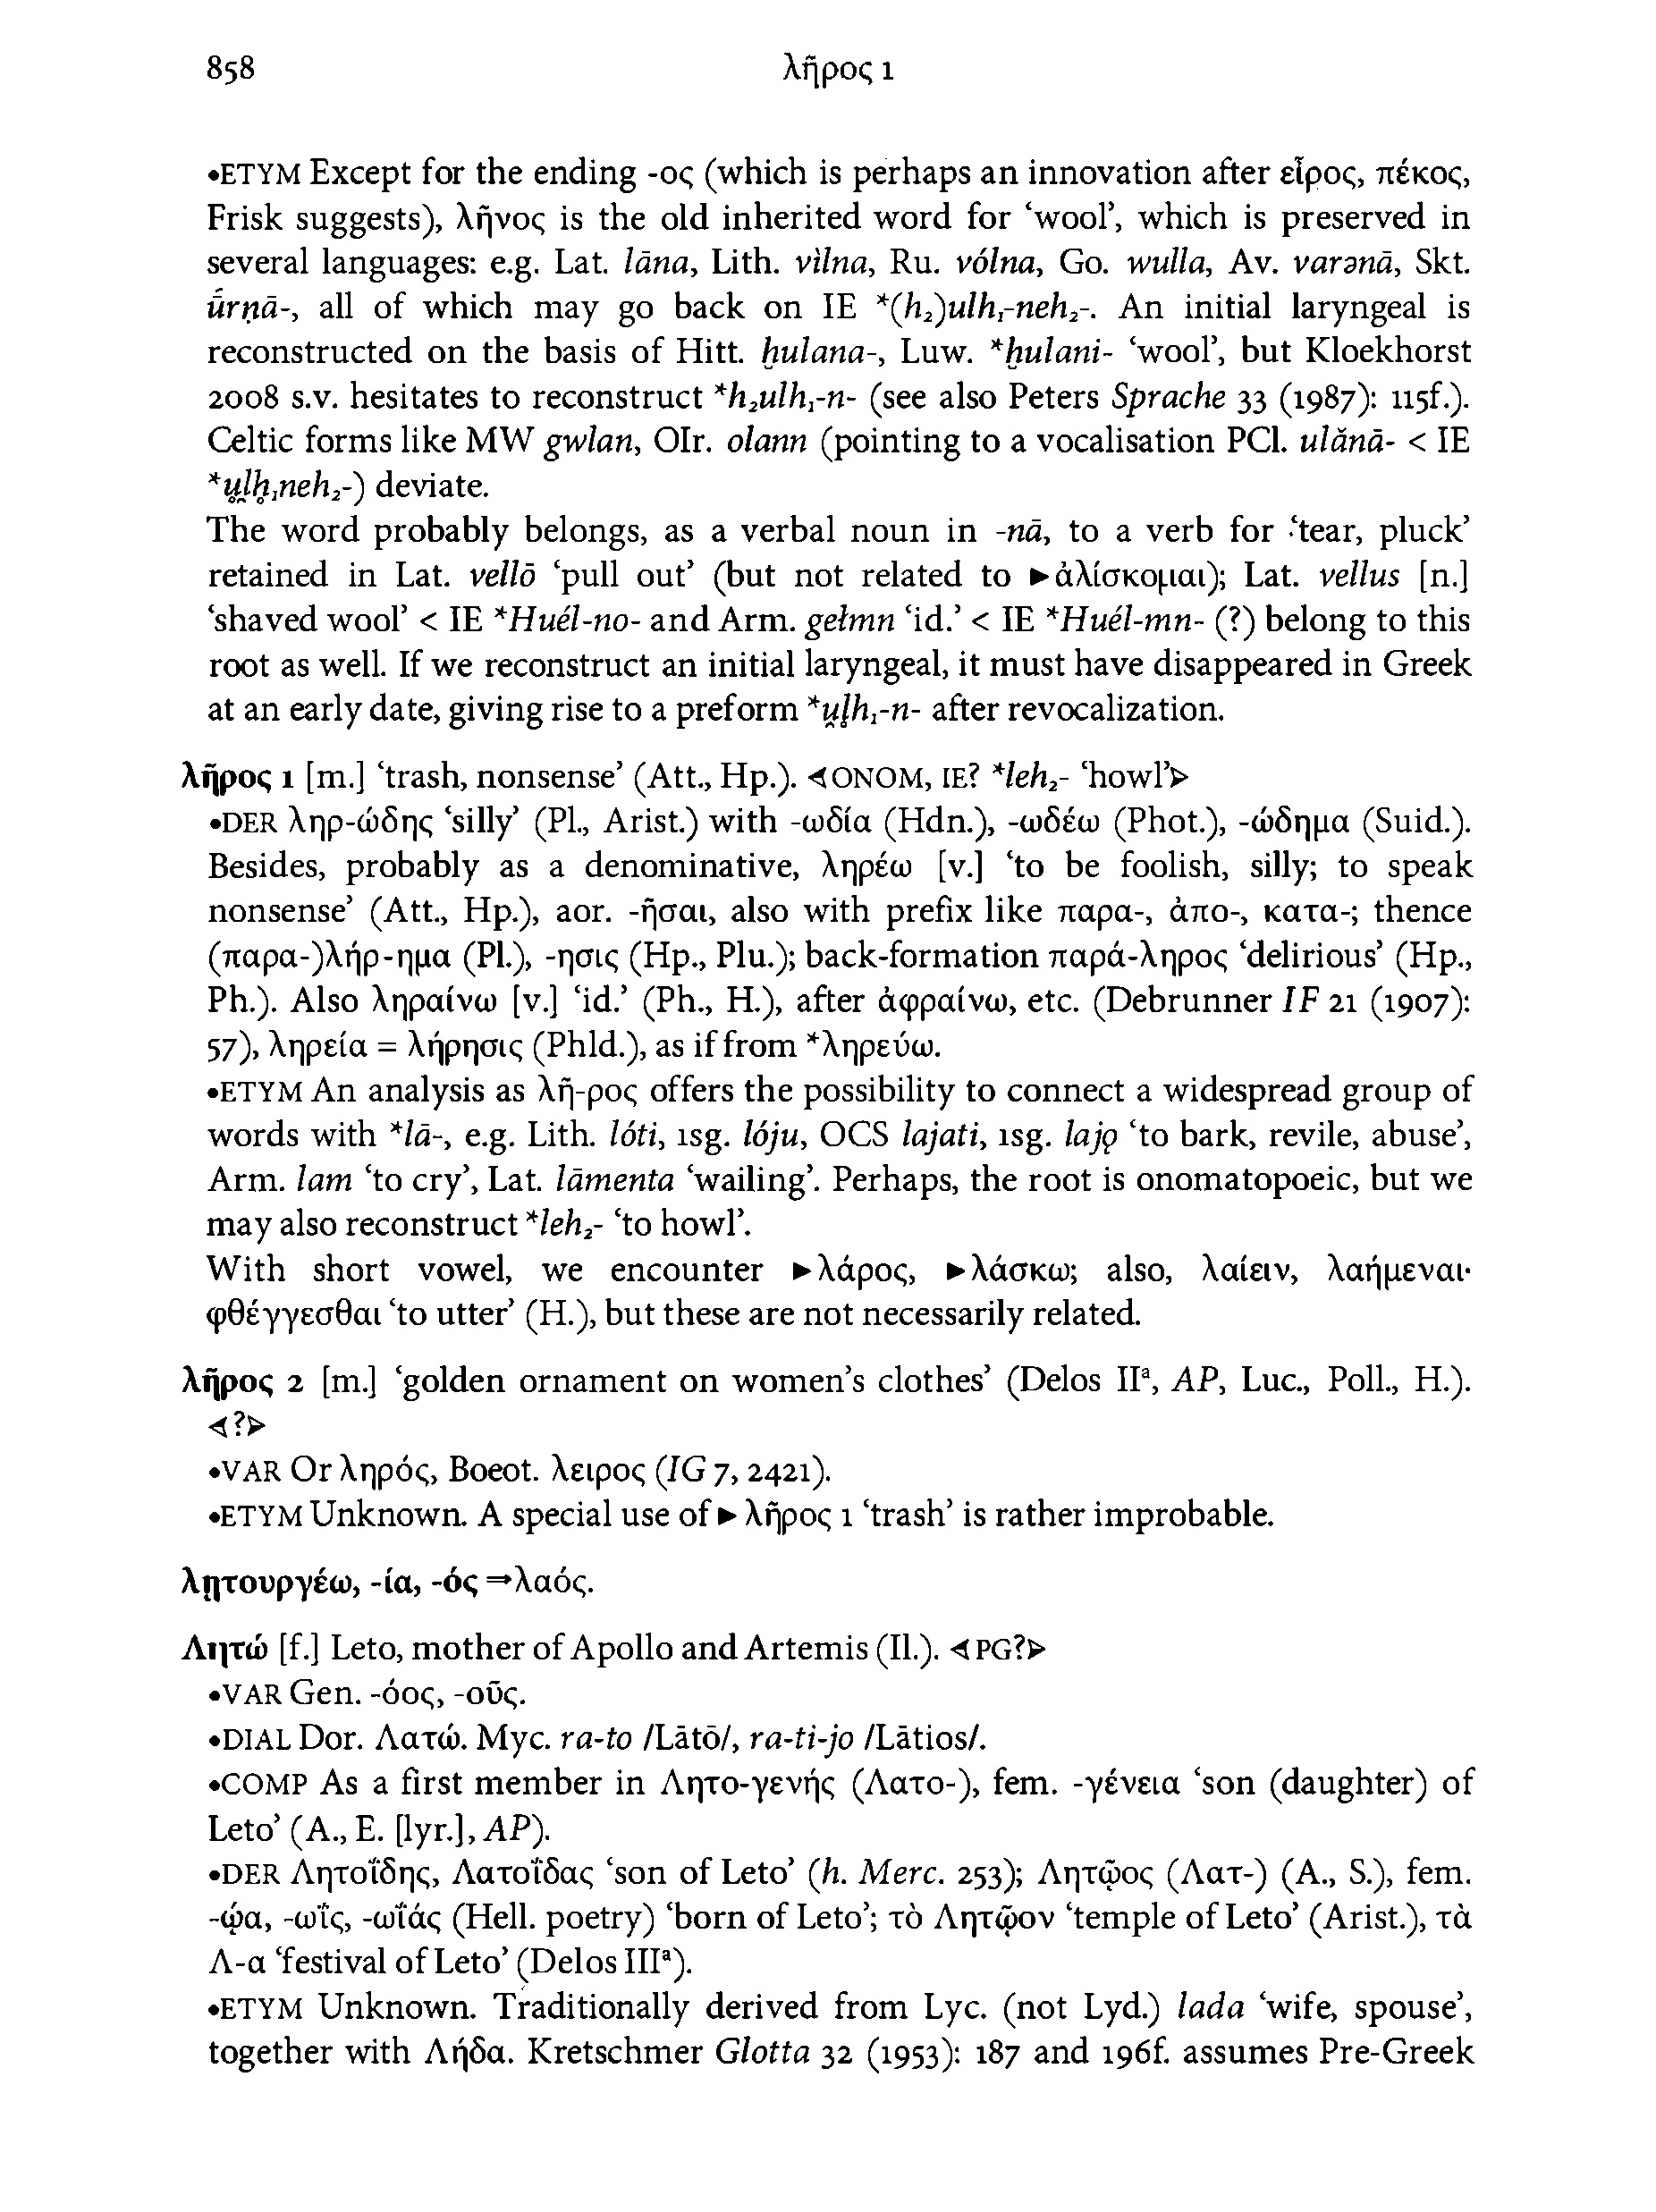 858 λῆρος 1
•ETYM Except for the ending -ος (which is perhaps an innovation after εἶρος, πέκος,
Frisk suggests), λῆνος is the old inherited word for ‘wool’, which is preserved in
several languages: e.g. Lat. lāna, Lith. vìlna, Ru. vólna, Go. wulla, Av. varənā, Skt.
ū́rṇā-, all of which may go back on IE *(h₂)ulh₁-neh₂-. An initial laryngeal is
reconstructed on the basis of Hitt. ḫulana-, Luw. *ḫulani- ‘wool’, but Kloekhorst
2008 s.v. hesitates to reconstruct *h₂ulh₁-n- (see also Peters Sprache 33 (1987): 115f.).
Celtic forms like MW gwlan, OIr. olann (pointing to a vocalisation PCl. ulănā- < IE
*u̯l̥h̥₁neh₂-) deviate.
The word probably belongs, as a verbal noun in -nā, to a verb for ‘tear, pluck’
retained in Lat. vellō ‘pull out’ (but not related to ►ἁλίσκομαι); Lat. vellus [n.]
‘shaved wool’ < IE *Huél-no- and Arm. gełmn ‘id.’ < IE *Huél-mn- (?) belong to this
root as well. If we reconstruct an initial laryngeal, it must have disappeared in Greek
at an early date, giving rise to a preform *u̯l̥h₁-n- after revocalization.
λῆρος 1 [m.] ‘trash, nonsense’ (Att., Hp.). ⊲ONOM, IE? *leh₂- ‘howl’⊳
•DER ληρ-ώδης ‘silly’ (Pl., Arist.) with -ωδία (Hdn.), -ωδέω (Phot.), -ώδημα (Suid.).
Besides, probably as a denominative, ληρέω [v.] ‘to be foolish, silly; to speak
nonsense’ (Att., Hp.), aor. -ῆσαι, also with prefix like παρα-, ἀπο-, κατα-; thence
(παρα-)λήρ-ημα (Pl.), -ησις (Hp., Plu.); back-formation παρά-ληρος ‘delirious’ (Hp.,
Ph.). Also ληραίνω [v.] ‘id.’ (Ph., H.), after ἀφραίνω, etc. (Debrunner IF 21 (1907):
57), ληρεία = λήρησις (Phld.), as if from *ληρεύω.
•ETYM An analysis as λῆ-ρος offers the possibility to connect a widespread group of
words with *lā-, e.g. Lith. lóti, 1sg. lóju, OCS lajati, 1sg. lajǫ ‘to bark, revile, abuse’,
Arm. lam ‘to cry’, Lat. lāmenta ‘wailing’. Perhaps, the root is onomatopoeic, but we
may also reconstruct *leh₂- ‘to howl’.
With short vowel, we encounter ►λάρος, ►λάσκω; also, λαίειν, λαήμεναι·
φθέγγεσθαι ‘to utter’ (H.), but these are not necessarily related.
λῆρος 2 [m.] ‘golden ornament on women’s clothes’ (Delos IIᵃ, AP, Luc., Poll., H.).
⊲?⊳
•VAR Or ληρός, Boeot. λειρος (IG 7, 2421).
•ETYM Unknown. A special use of ►λῆρος 1 ‘trash’ is rather improbable.
λῃτουργέω, -ία, -ός ⇒λαός.
Λητώ [f.] Leto, mother of Apollo and Artemis (Il.). ⊲PG?⊳
•VAR Gen. -όος, -οῦς.
•DIAL Dor. Λατώ. Myc. ra-to /Lātō/, ra-ti-jo /Lātios/.
•COMP As a first member in Λητο-γενής (Λατο-), fem. -γένεια ‘son (daughter) of
Leto’ (A., E. [lyr.], AP).
•DER Λητοΐδης, Λατοΐδας ‘son of Leto’ (h. Merc. 253); Λητῷος (Λατ-) (A., S.), fem.
-ῴα, -ωΐς, -ωϊάς (Hell. poetry) ‘born of Leto’; τὸ Λητῷον ‘temple of Leto’ (Arist.), τὰ
Λ-α ‘festival of Leto’ (Delos IIIᵃ).
•ETYM Unknown. Traditionally derived from Lyc. (not Lyd.) lada ‘wife, spouse’,
together with Λήδα. Kretschmer Glotta 32 (1953): 187 and 196f. assumes Pre-Greek